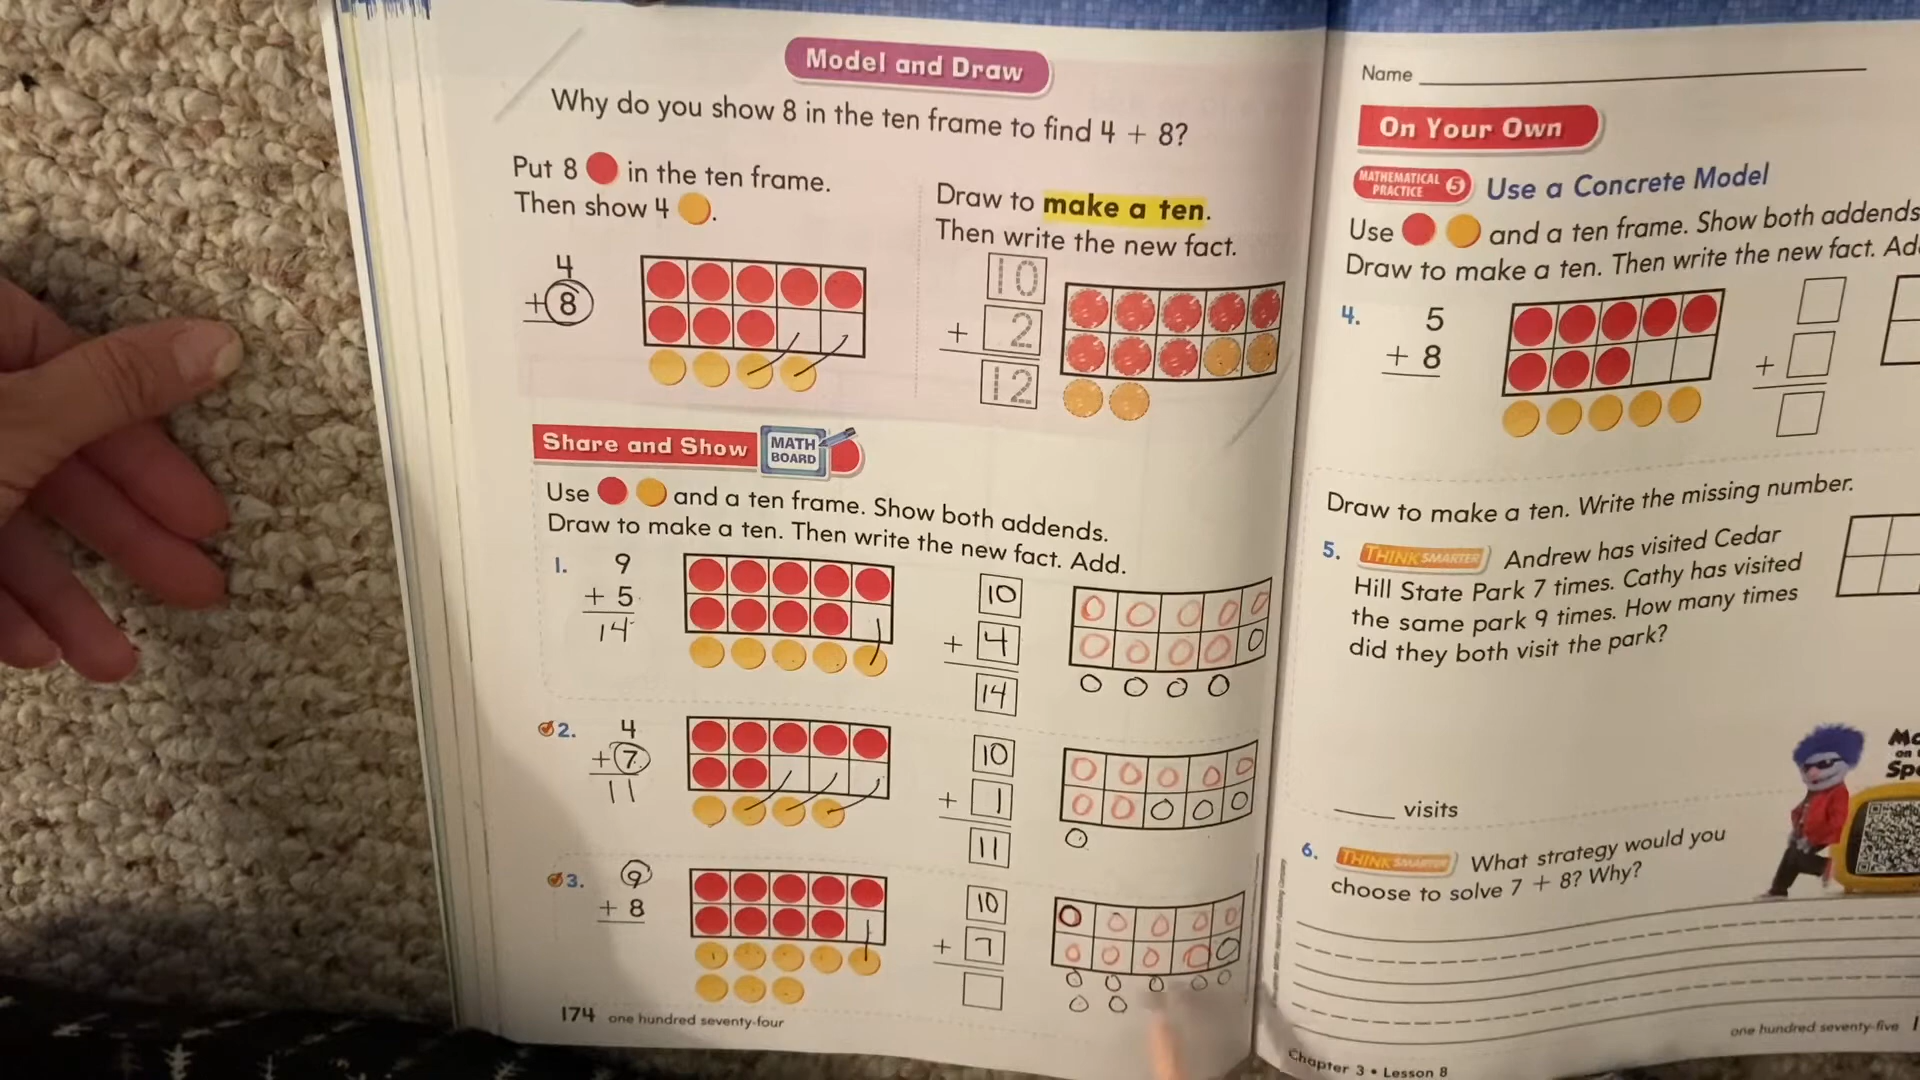 Model and Draw
Why do you show 8 in the ten frame to find 4 + 8?
Put 8 in the ten frame.
Then show 4 .
4
+ 8
Draw to make a ten.
Then write the new fact.
10
+ 2
12
Share and Show
MATH
BOARD
Use and a ten frame. Show both addends.
Draw to make a ten. Then write the new fact. Add.
1. 9
+ 5
14
10
+ 4
14
2. 4
+ 7
11
10
+ 1
11
3. 9
+ 8
10
+ 7
174 one hundred seventy-four
Name
On Your Own
MATHEMATICAL
PRACTICE 5
Use a Concrete Model
Use and a ten frame. Show both addends
Draw to make a ten. Then write the new fact. Ad
4. 5
+ 8
+
Draw to make a ten. Write the missing number.
5. THINK SMARTER Andrew has visited Cedar
Hill State Park 7 times. Cathy has visited
the same park 9 times. How many times
did they both visit the park?
visits
6. THINK SMARTER What strategy would you
choose to solve 7 + 8? Why?
Chapter 3 • Lesson 8
one hundred seventy-five